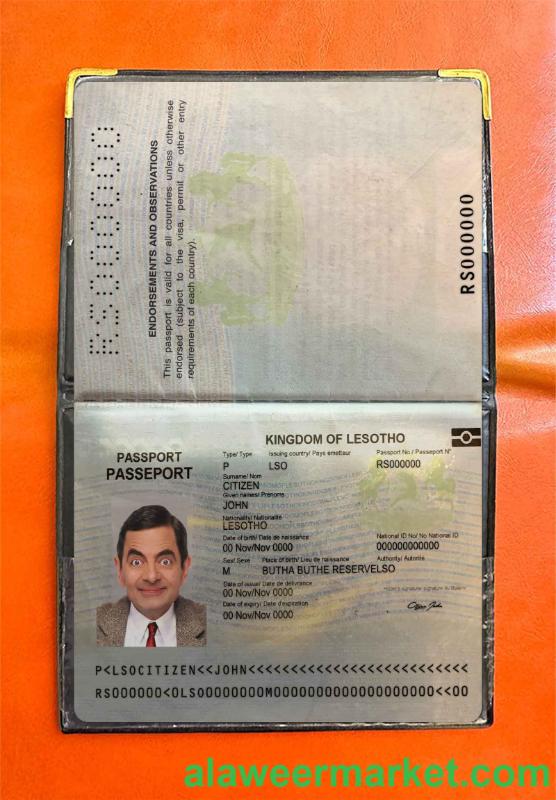 RS000000
ENDORSEMENTS AND OBSERVATIONS
This passport is valid for all countries unless otherwise
endorsed (subject to the visa, permit or other entry
requirements of each country).
RS000000
KINGDOM OF LESOTHO
PASSPORT
PASSEPORT
Type/ Type Issuing country/ Pays emetteur Passport No./ Passeport N°
P LSO RS000000
Surname/ Nom
CITIZEN
Given names/ Prenoms
JOHN
Nationality/ Nationalite
LESOTHO
Date of birth/ Date de naissance National ID No/ No National ID
00 Nov/Nov 0000 000000000000
Sex/ Sexe Place of birth/ Lieu de naissance Authority/ Autorite
M BUTHA BUTHE RESERVELSO
Date of issue/ Date de delivrance
00 Nov/Nov 0000
Date of expiry/ Date d'expiration
00 Nov/Nov 0000
P<LSOCITIZEN<<JOHN<<<<<<<<<<<<<<<<<<<<<<<<<<
RS000000<0LS00000000M00000000000000000000<<00
alaweermarket.com